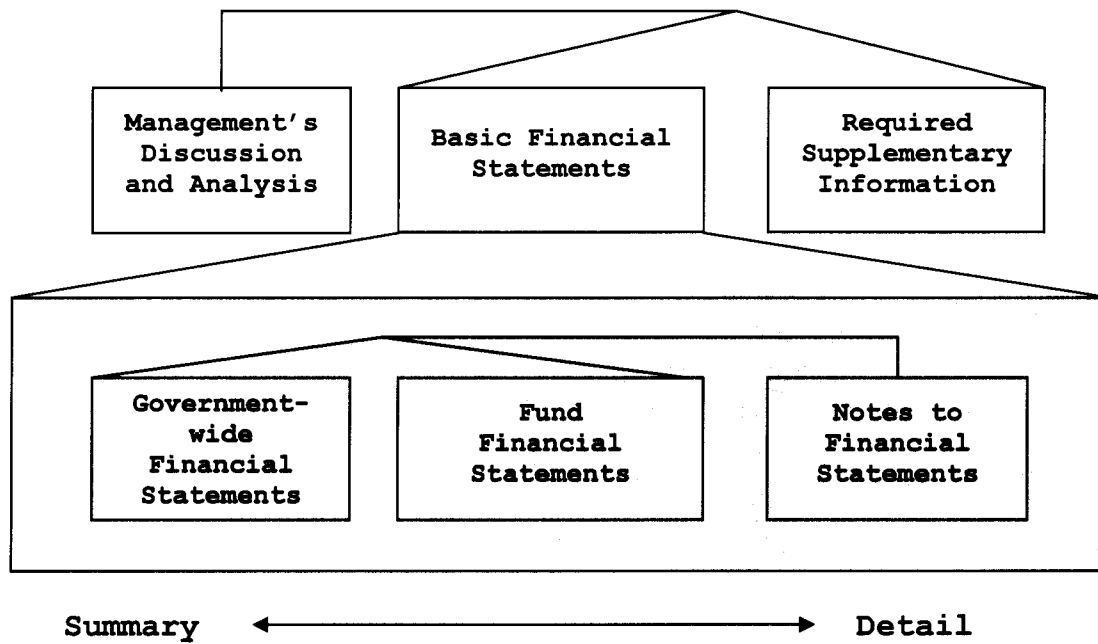 Management's
Discussion
and Analysis
Basic Financial
Statements
Required
Supplementary
Information
Government-
wide
Financial
Statements
Fund
Financial
Statements
Notes to
Financial
Statements
Summary
Detail